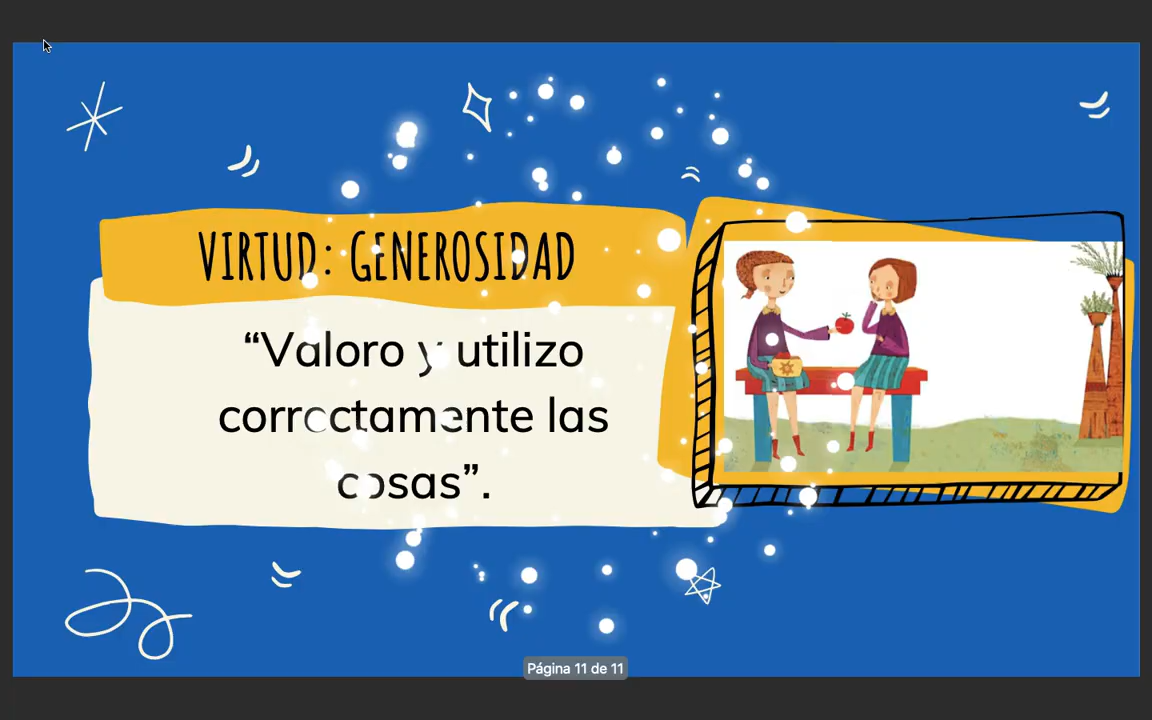 VIRTUD: GENEROSIDAD
“Valoro y utilizo
correctamente las
cosas”.
Página 11 de 11